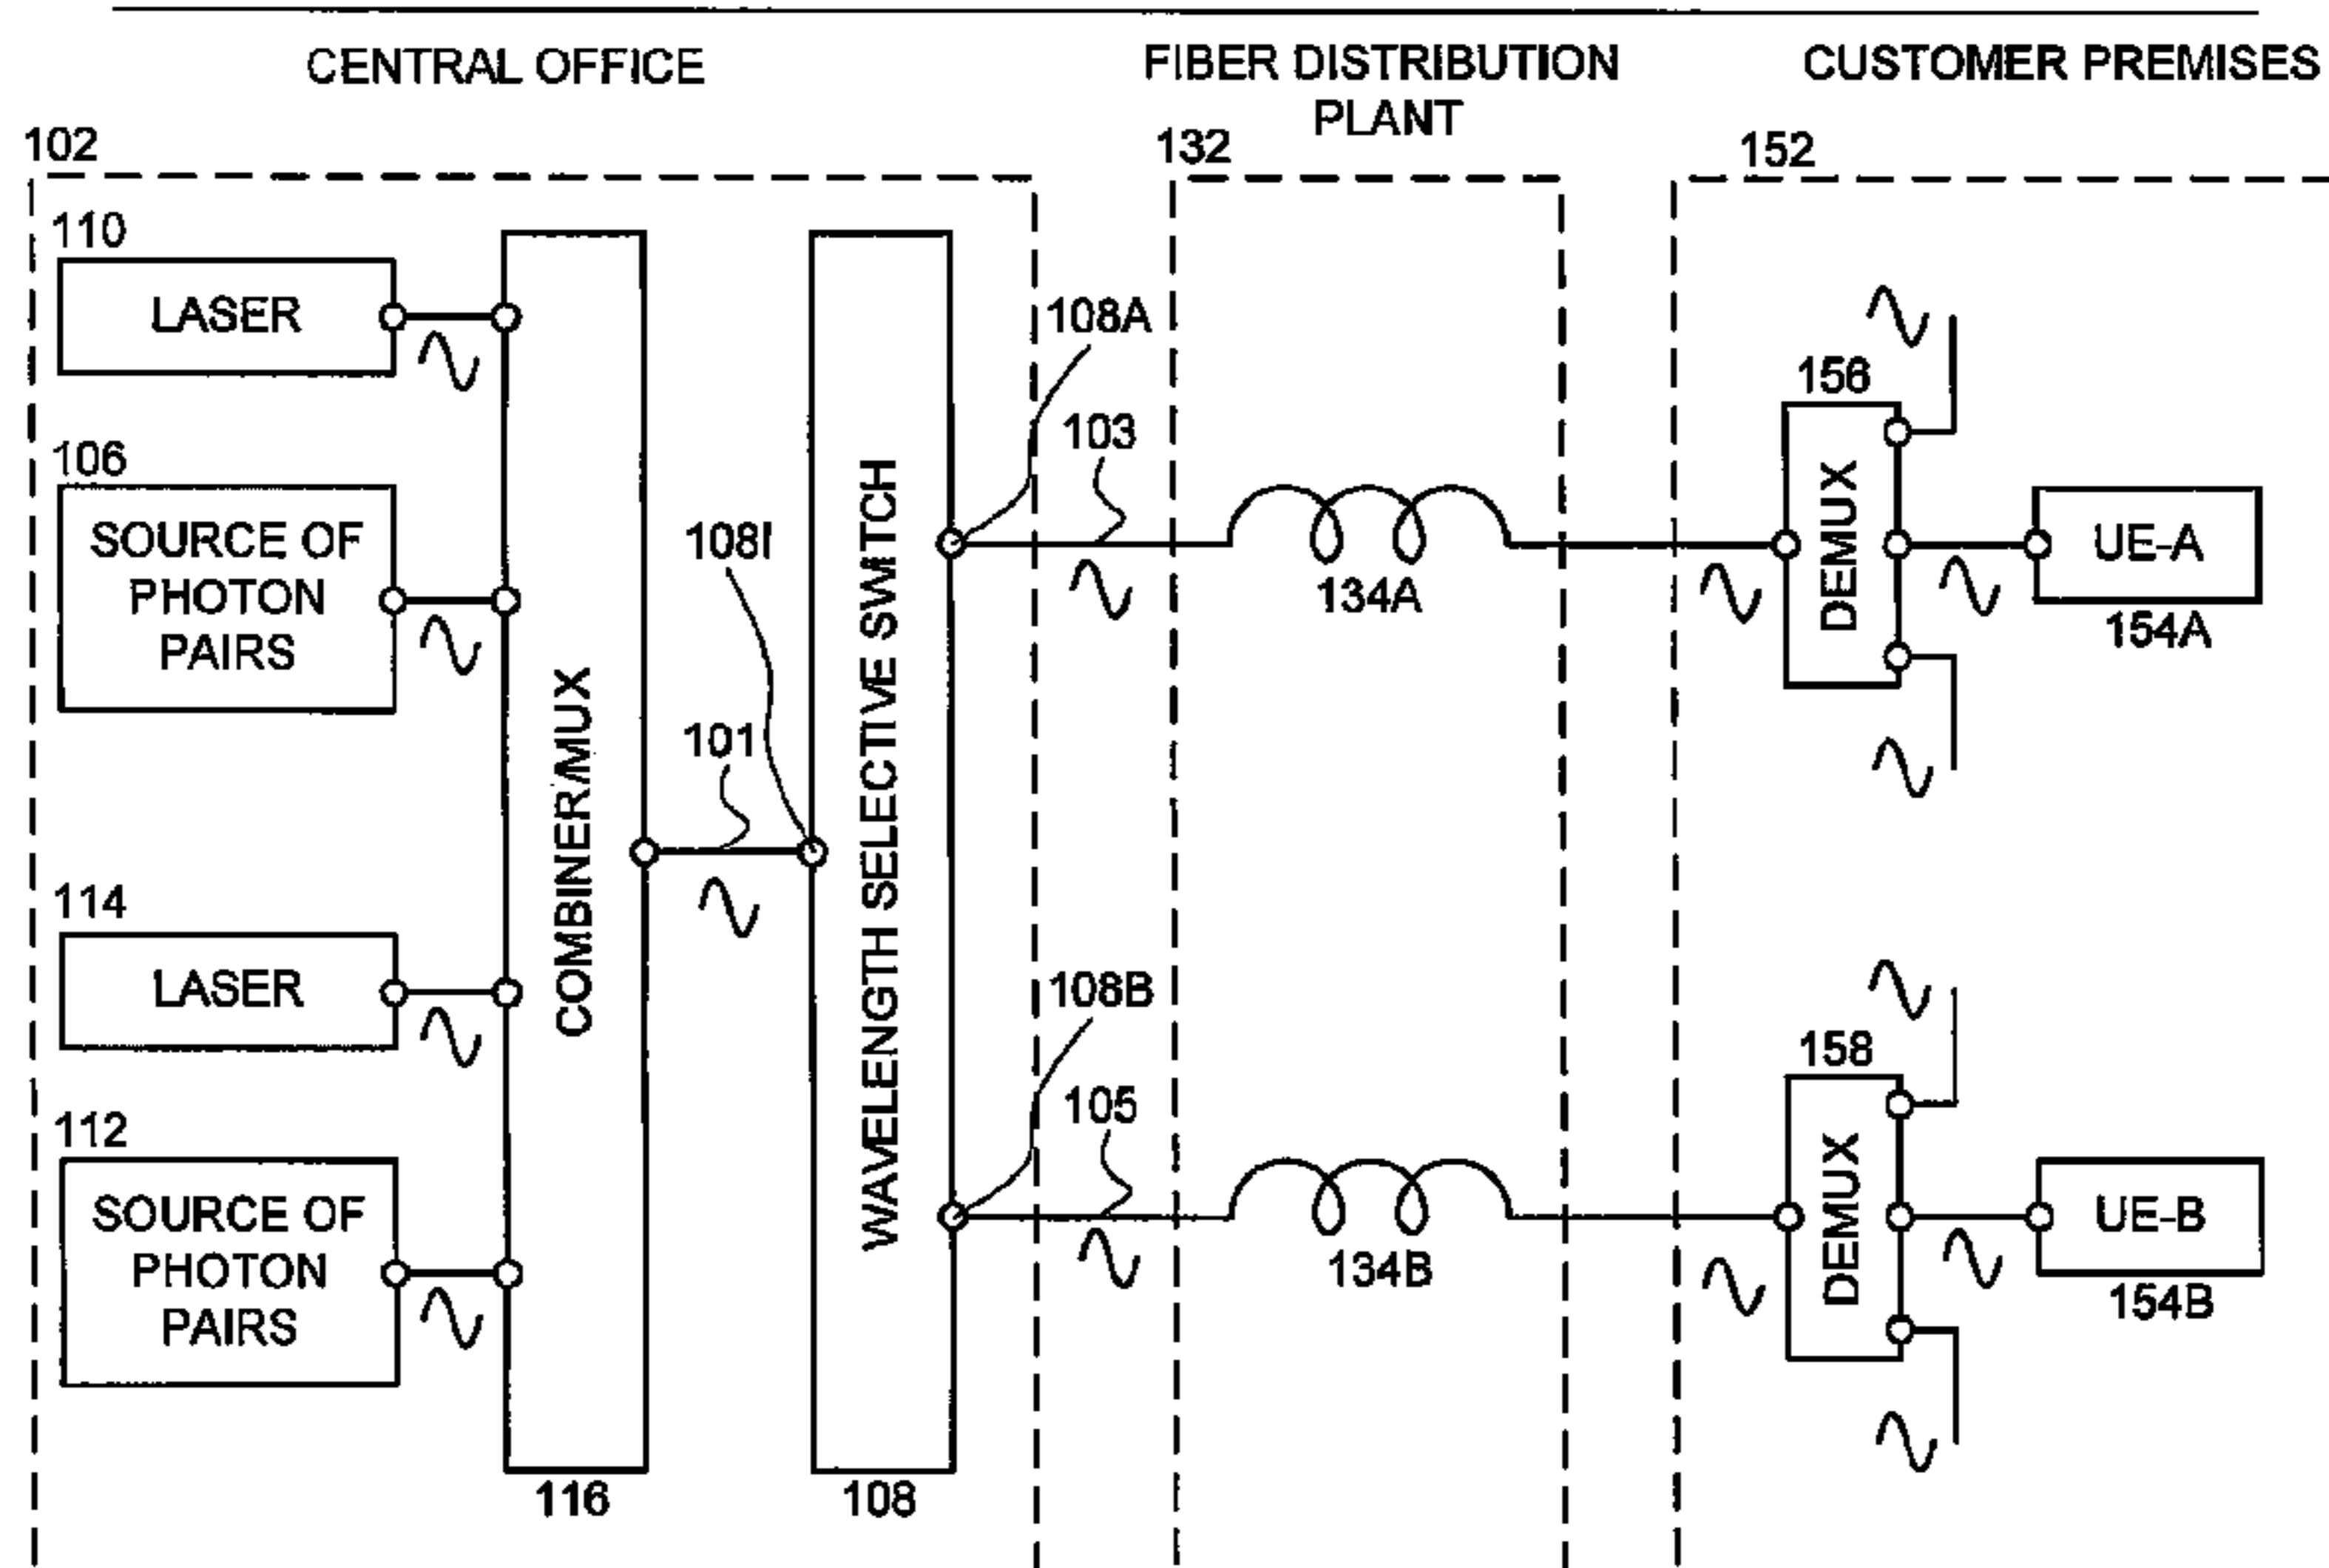 CENTRAL OFFICE
FIBER DISTRIBUTION
PLANT
CUSTOMER PREMISES
102
132
152
110
LASER
106
SOURCE OF
PHOTON
PAIRS
114
LASER
112
SOURCE OF
PHOTON
PAIRS
COMBINER/MUX
116
101
108I
WAVELENGTH SELECTIVE SWITCH
108
108A
103
134A
108B
105
134B
156
DEMUX
UE-A
154A
158
DEMUX
UE-B
154B